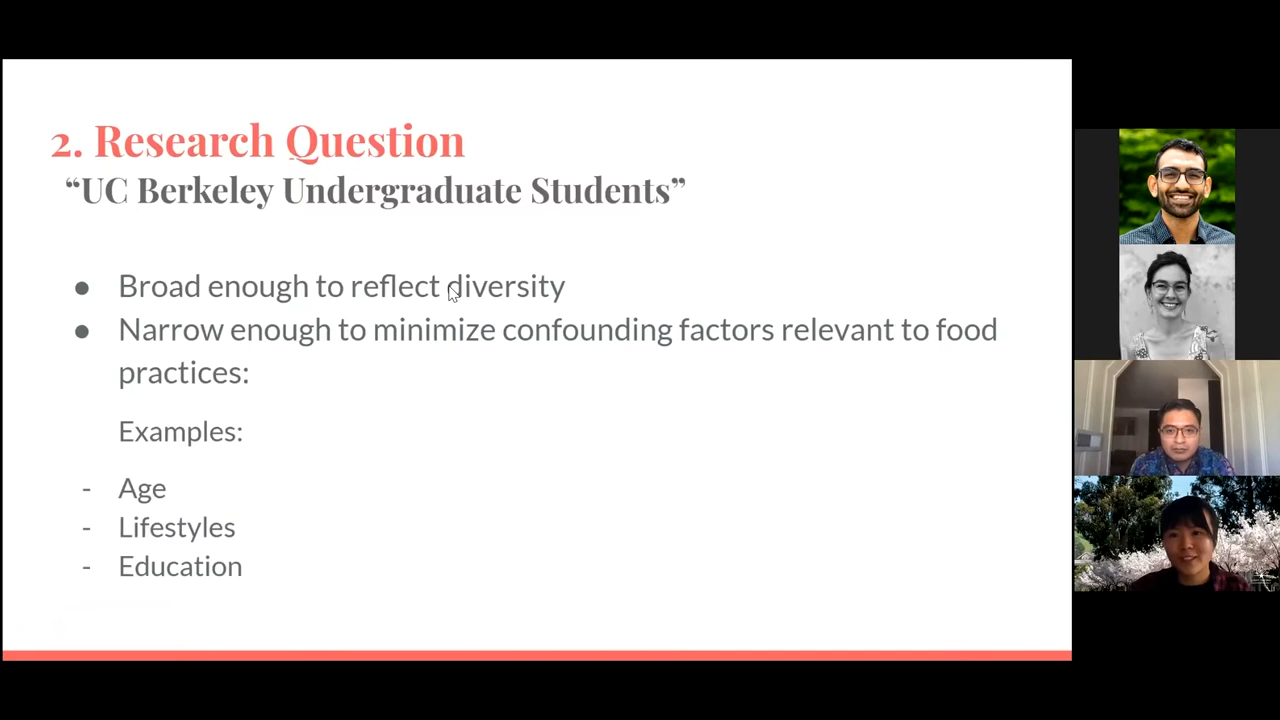 2. Research Question
“UC Berkeley Undergraduate Students”
● Broad enough to reflect diversity
● Narrow enough to minimize confounding factors relevant to food
practices:
Examples:
- Age
- Lifestyles
- Education